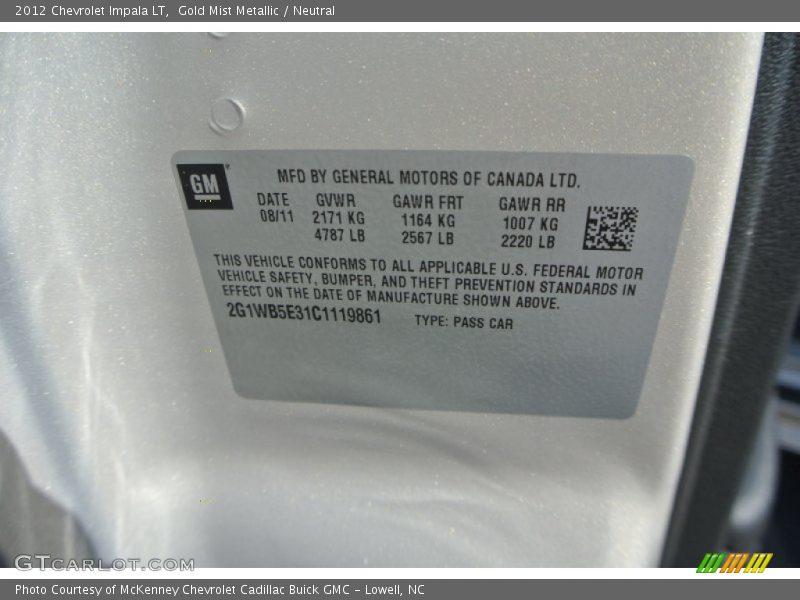 2012 Chevrolet Impala LT,  Gold Mist Metallic / Neutral
GM
MFD BY GENERAL MOTORS OF CANADA LTD.
DATE GVWR GAWR FRT GAWR RR
08/11 2171 KG 1164 KG 1007 KG
4787 LB 2567 LB 2220 LB
THIS VEHICLE CONFORMS TO ALL APPLICABLE U.S. FEDERAL MOTOR
VEHICLE SAFETY, BUMPER, AND THEFT PREVENTION STANDARDS IN
EFFECT ON THE DATE OF MANUFACTURE SHOWN ABOVE.
2G1WB5E31C1119861 TYPE: PASS CAR
GTCARLOT.COM
Photo Courtesy of McKenney Chevrolet Cadillac Buick GMC - Lowell, NC